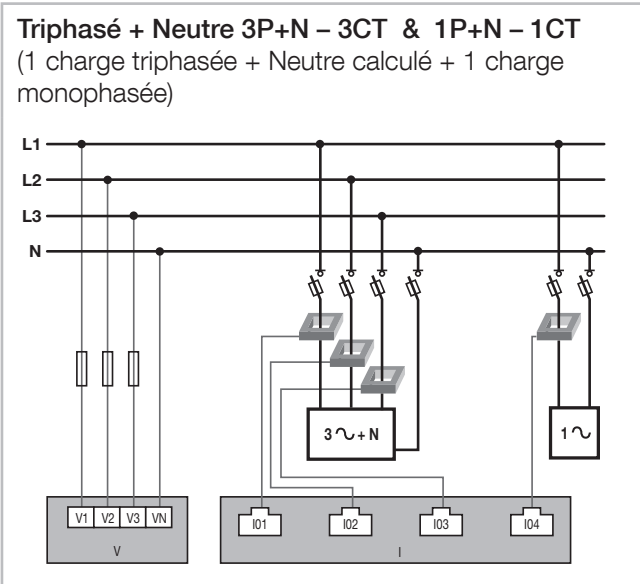 Triphasé + Neutre 3P+N – 3CT & 1P+N – 1CT
(1 charge triphasée + Neutre calculé + 1 charge
monophasée)
L1
L2
L3
N
3 ∿ + N
1 ∿
V1 V2 V3 VN
V
I01 I02 I03 I04
I